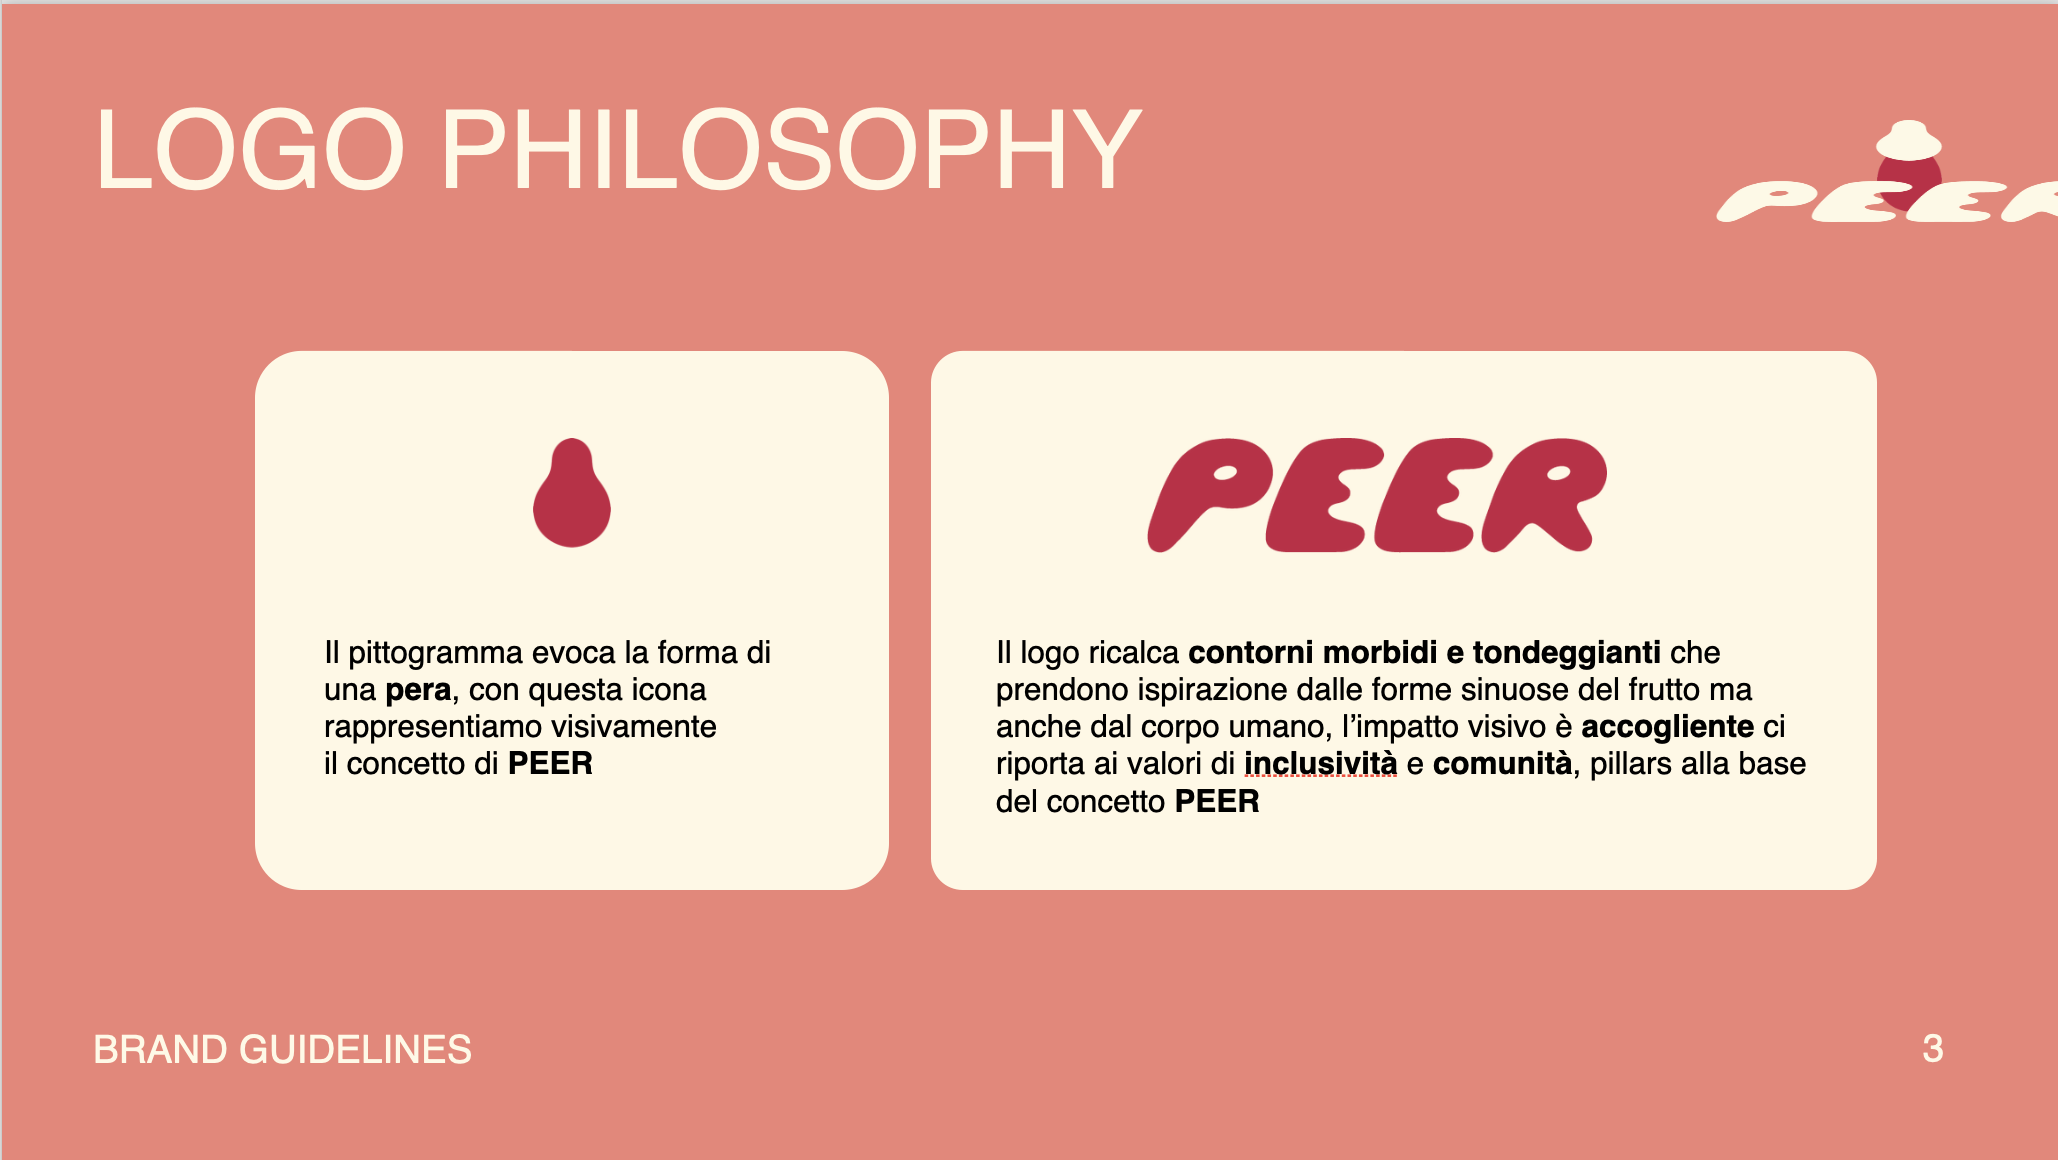 LOGO PHILOSOPHY
PEER
PEER
Il pittogramma evoca la forma di
una pera, con questa icona
rappresentiamo visivamente
il concetto di PEER
Il logo ricalca contorni morbidi e tondeggianti che
prendono ispirazione dalle forme sinuose del frutto ma
anche dal corpo umano, l’impatto visivo è accogliente ci
riporta ai valori di inclusività e comunità, pillars alla base
del concetto PEER
BRAND GUIDELINES
3